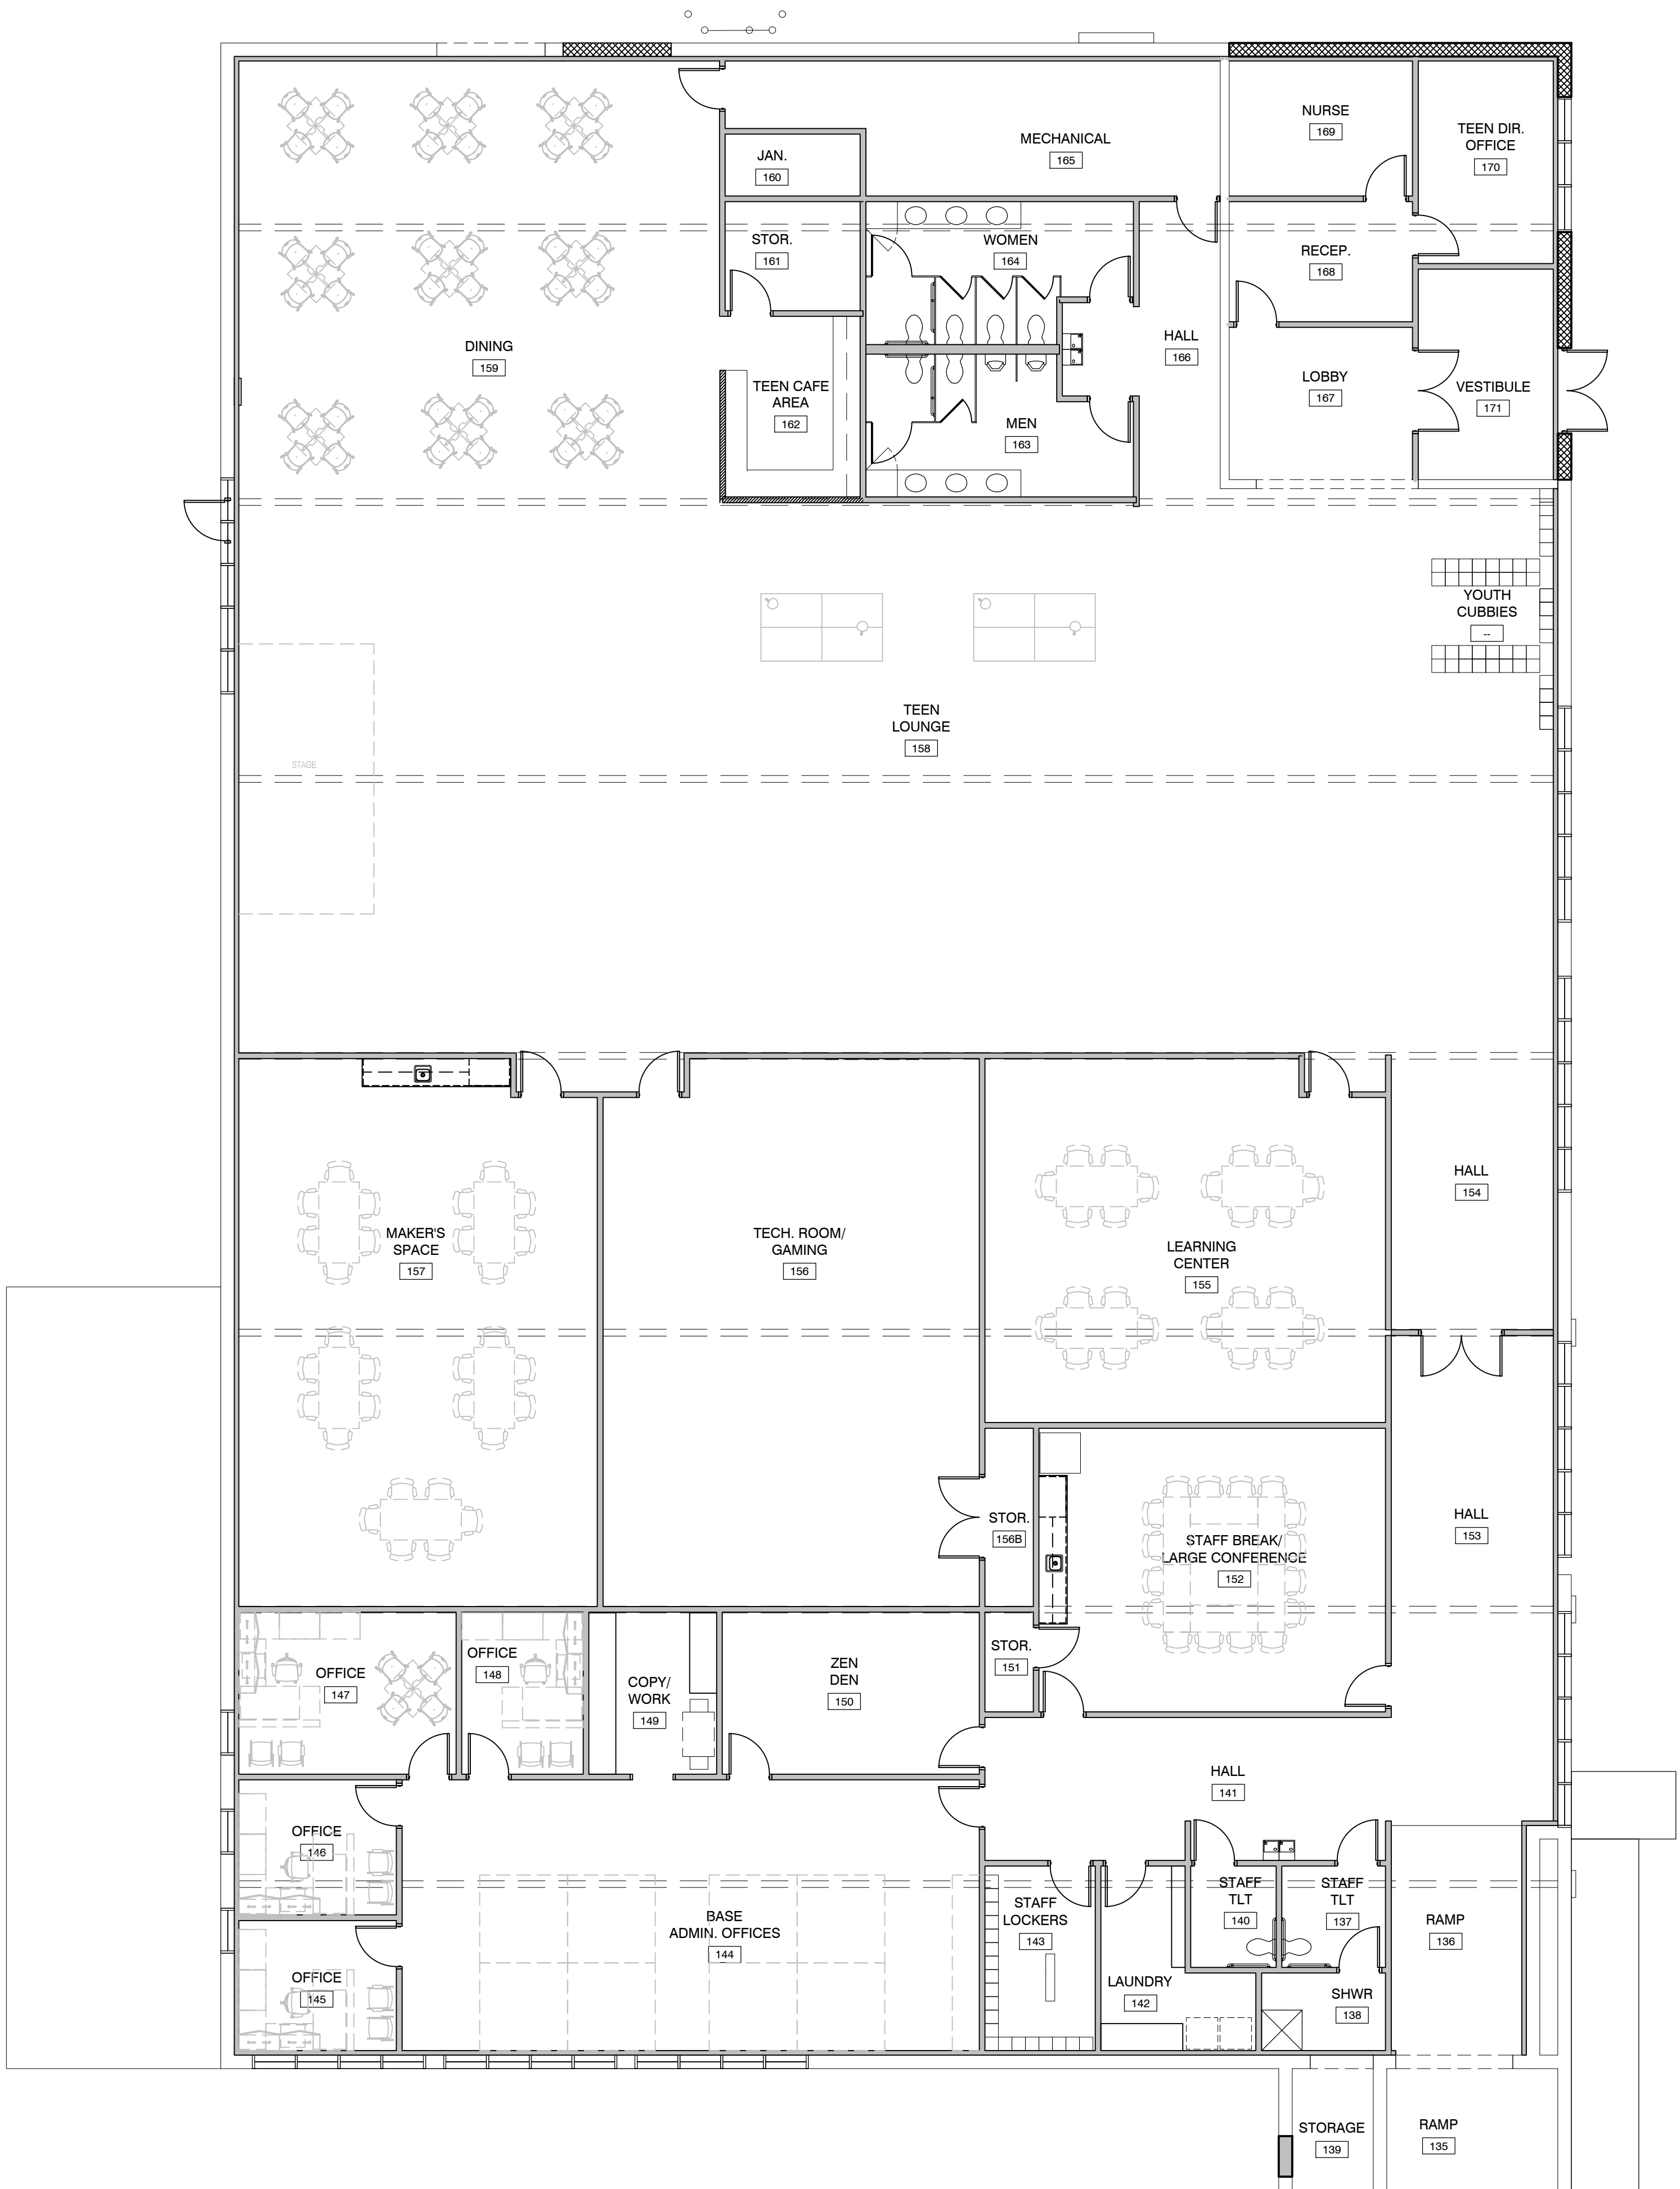 NURSE
169
TEEN DIR.
OFFICE
170
MECHANICAL
165
JAN.
160
STOR.
161
WOMEN
164
RECEP.
168
DINING
159
HALL
166
TEEN CAFE
AREA
162
LOBBY
167
VESTIBULE
171
MEN
163
YOUTH
CUBBIES
--
TEEN
LOUNGE
158
STAGE
HALL
154
MAKER'S
SPACE
157
TECH. ROOM/
GAMING
156
LEARNING
CENTER
155
STOR.
156B
STAFF BREAK/
LARGE CONFERENCE
152
HALL
153
OFFICE
147
OFFICE
148
COPY/
WORK
149
ZEN
DEN
150
STOR.
151
HALL
141
OFFICE
146
BASE
ADMIN. OFFICES
144
STAFF
LOCKERS
143
STAFF
TLT
140
STAFF
TLT
137
RAMP
136
OFFICE
145
LAUNDRY
142
SHWR
138
STORAGE
139
RAMP
135